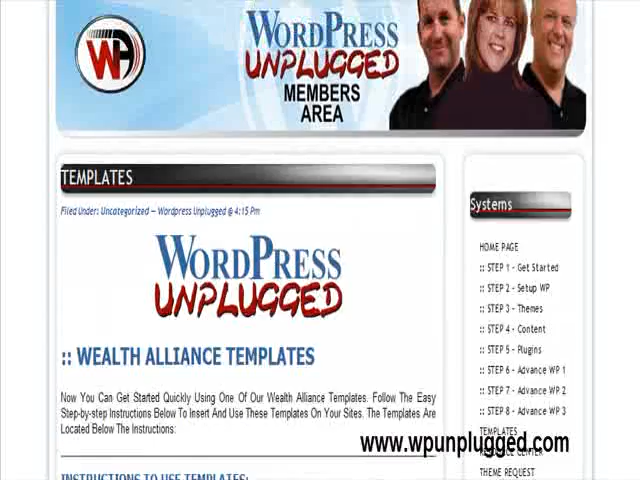 WA
WORDPRESS
UNPLUGGED
MEMBERS
AREA
TEMPLATES
Filed Under: Uncategorized — Wordpress Unplugged @ 4:15 Pm
WORDPRESS
UNPLUGGED
:: WEALTH ALLIANCE TEMPLATES
Now You Can Get Started Quickly Using One Of Our Wealth Alliance Templates. Follow The Easy
Step-by-step Instructions Below To Insert And Use These Templates On Your Sites. The Templates Are
Located Below The Instructions:
INSTRUCTIONS TO USE TEMPLATES:
Systems
HOME PAGE
:: STEP 1 - Get Started
:: STEP 2 - Setup WP
:: STEP 3 - Themes
:: STEP 4 - Content
:: STEP 5 - Plugins
:: STEP 6 - Advance WP 1
:: STEP 7 - Advance WP 2
:: STEP 8 - Advance WP 3
TEMPLATES
CENTER
THEME REQUEST
www.wpunplugged.com